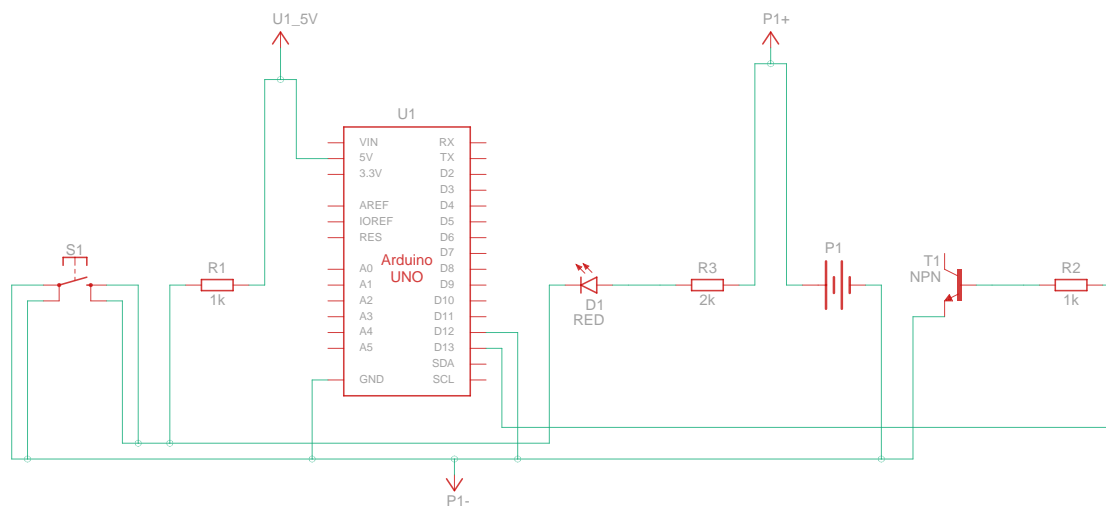 U1_5V
P1+
U1
VIN
5V
3.3V
AREF
IOREF
RES
A0
A1
A2
A3
A4
A5
GND
RX
TX
D2
D3
D4
D5
D6
D7
D8
D9
D10
D11
D12
D13
SDA
SCL
Arduino
UNO
S1
R1
1k
D1
RED
R3
2k
P1
T1
NPN
R2
1k
P1-